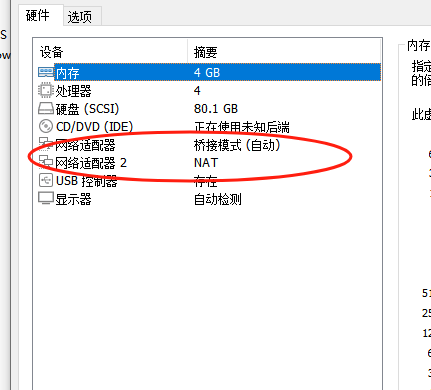 硬件
选项
S
ow
设备
摘要
内存
4 GB
处理器
4
硬盘 (SCSI)
80.1 GB
CD/DVD (IDE)
正在使用未知后端
网络适配器
桥接模式 (自动)
网络适配器 2
NAT
USB 控制器
存在
显示器
自动检测
内存
指定
的信
此虚
6
3
1
51
25
12
6
3